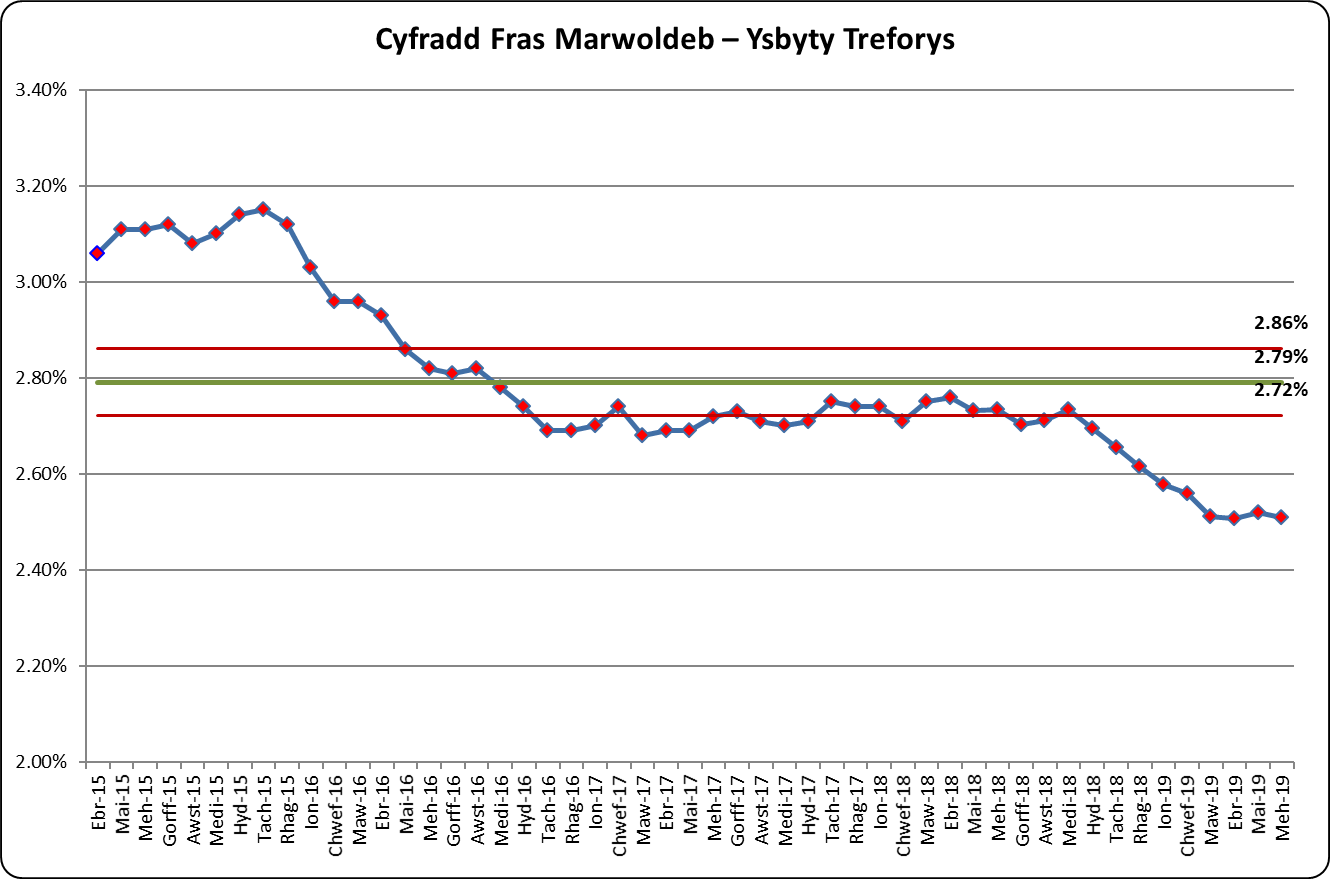 Cyfradd Fras Marwoldeb – Ysbyty Treforys
3.40%
3.20%
3.00%
2.80%
2.60%
2.40%
2.20%
2.00%
2.86%
2.79%
2.72%
Ebr-15
Mai-15
Meh-15
Gorff-15
Awst-15
Medi-15
Hyd-15
Tach-15
Rhag-15
Ion-16
Chwef-16
Maw-16
Ebr-16
Mai-16
Meh-16
Gorff-16
Awst-16
Medi-16
Hyd-16
Tach-16
Rhag-16
Ion-17
Chwef-17
Maw-17
Ebr-17
Mai-17
Meh-17
Gorff-17
Awst-17
Medi-17
Hyd-17
Tach-17
Rhag-17
Ion-18
Chwef-18
Maw-18
Ebr-18
Mai-18
Meh-18
Gorff-18
Awst-18
Medi-18
Hyd-18
Tach-18
Rhag-18
Ion-19
Chwef-19
Maw-19
Ebr-19
Mai-19
Meh-19